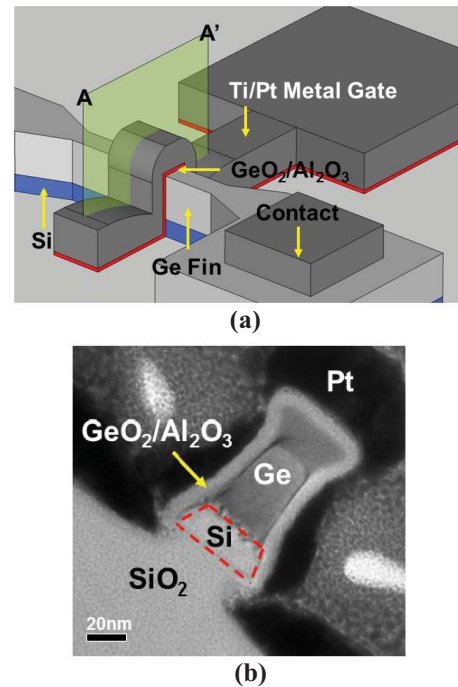 A'
A
Ti/Pt Metal Gate
GeO₂/Al₂O₃
Contact
Si
Ge Fin
(a)
Pt
GeO₂/Al₂O₃
Ge
Si
SiO₂
20nm
(b)